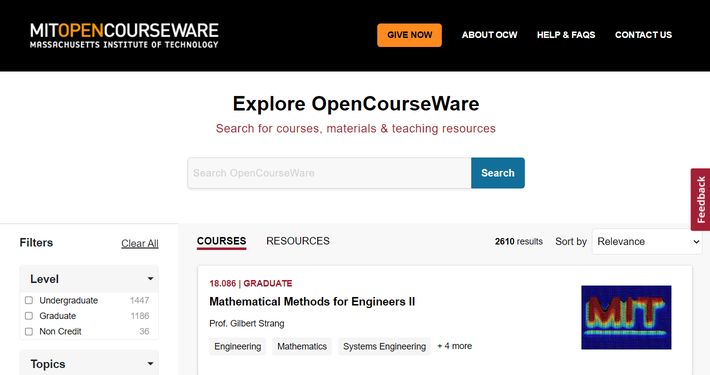 MITOPENCOURSEWARE
MASSACHUSETTS INSTITUTE OF TECHNOLOGY
GIVE NOW
ABOUT OCW
HELP & FAQS
CONTACT US
Explore OpenCourseWare
Search for courses, materials & teaching resources
Search OpenCourseWare
Search
Feedback
Filters
Clear All
Level
Undergraduate 1447
Graduate 1186
Non Credit 36
Topics
COURSES
RESOURCES
2610 results
Sort by
Relevance
18.086 | GRADUATE
Mathematical Methods for Engineers II
Prof. Gilbert Strang
Engineering
Mathematics
Systems Engineering
+ 4 more
MIT